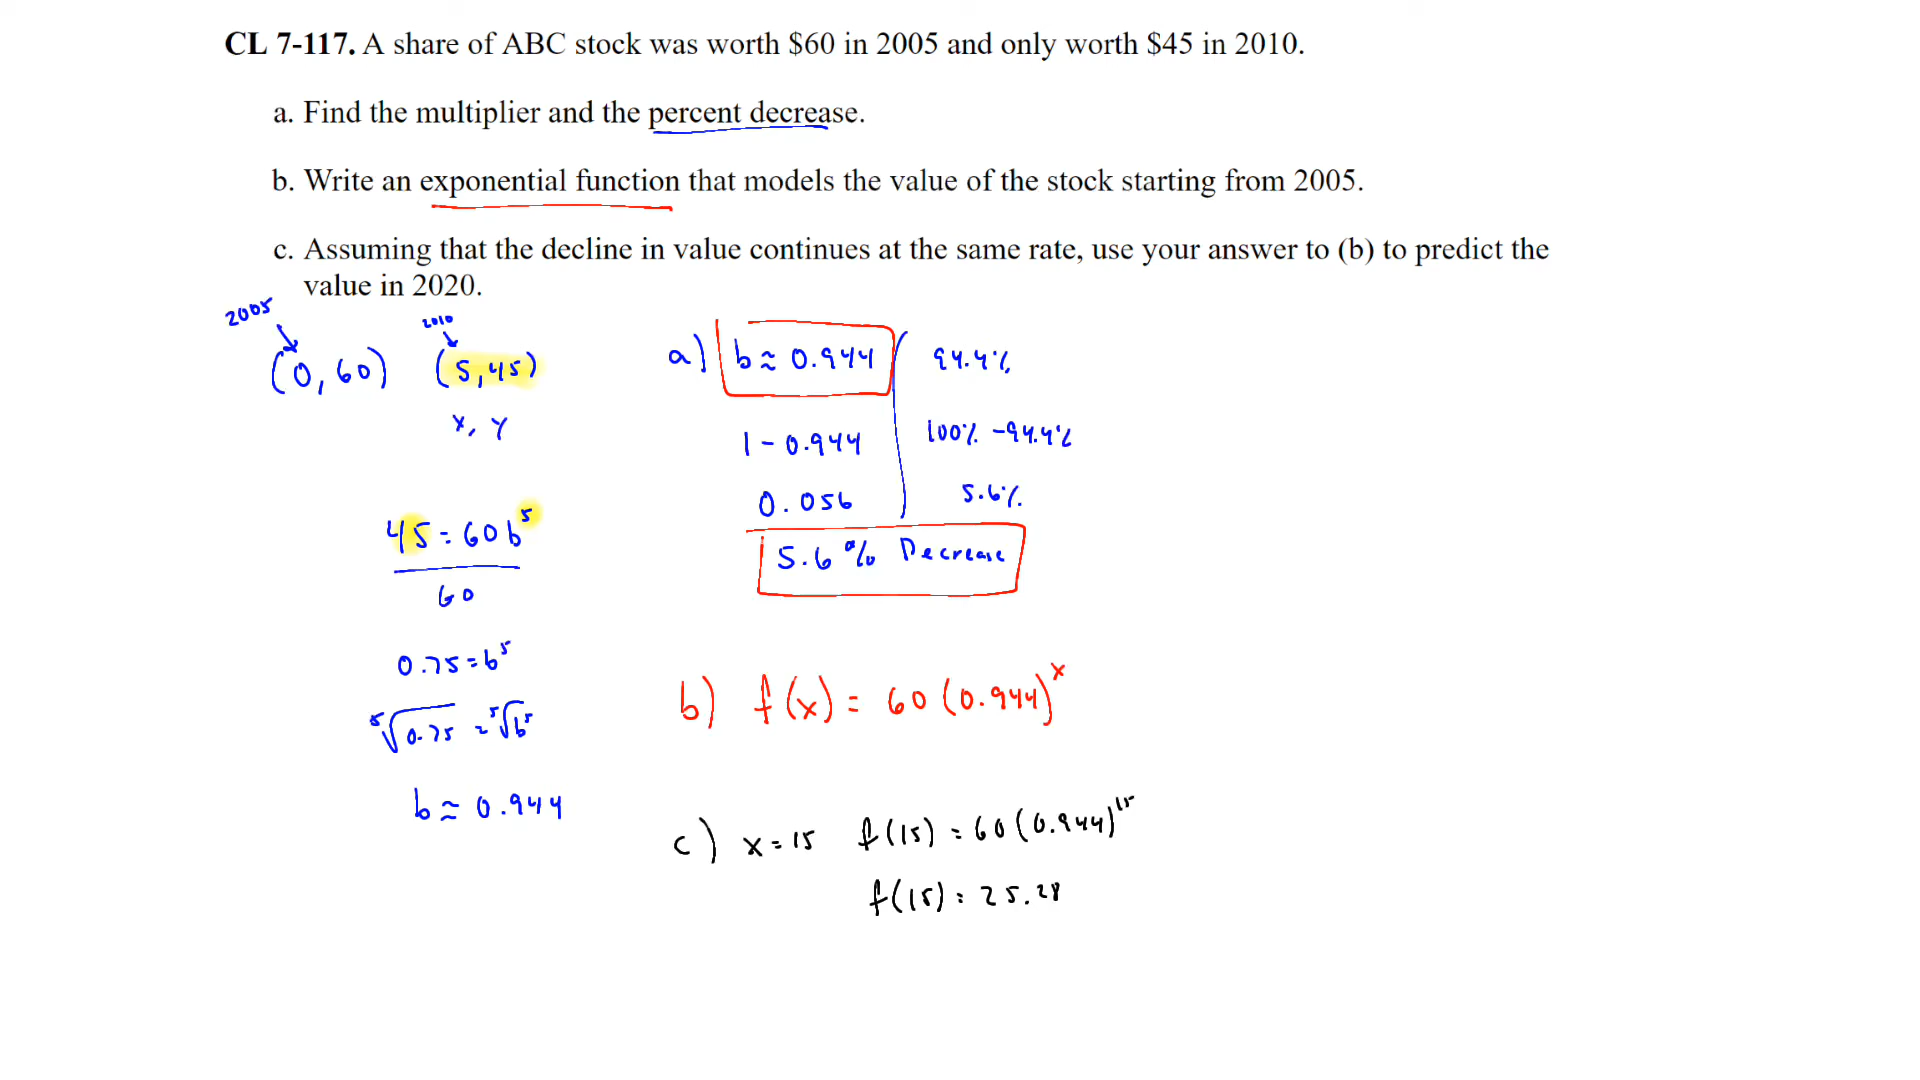 CL 7-117. A share of ABC stock was worth $60 in 2005 and only worth $45 in 2010.
a. Find the multiplier and the percent decrease.
b. Write an exponential function that models the value of the stock starting from 2005.
c. Assuming that the decline in value continues at the same rate, use your answer to (b) to predict the
value in 2020.
2005
2010
(0, 60) (5, 45)
x, y
45 = 60b⁵
60
0.75 = b⁵
⁵√0.75 = ⁵√b⁵
b ≈ 0.944
a) b ≈ 0.944 94.4%
1 - 0.944 100% - 94.4%
0.056 5.6%
5.6% Decrease
b) f(x) = 60(0.944)ˣ
c) x = 15 f(15) = 60(0.944)¹⁵
f(15) = 25.28